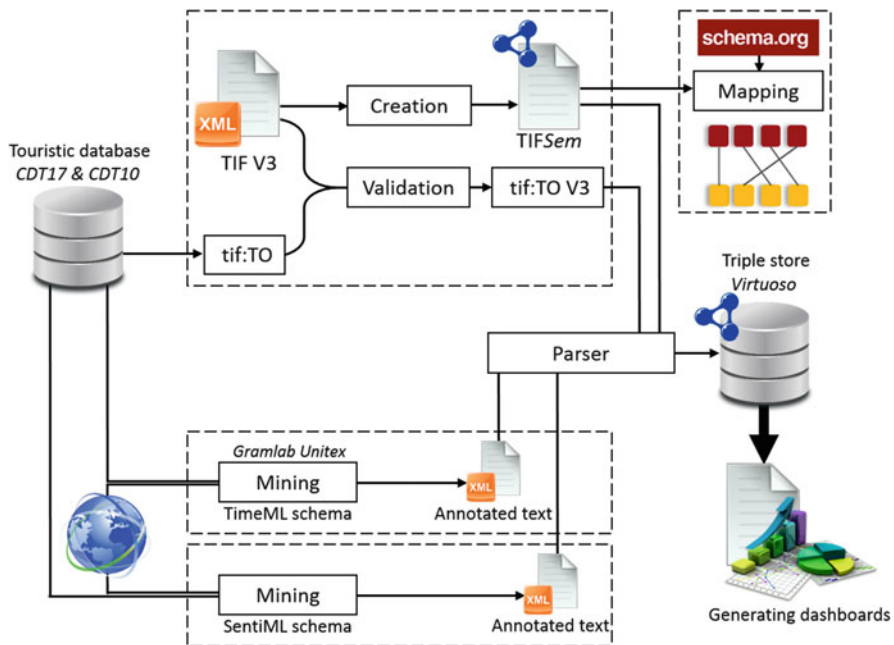 schema.org
Mapping
XML
TIF V3
Creation
TIFSem
Touristic database
CDT17 & CDT10
Validation
tif:TO V3
tif:TO
Triple store
Virtuoso
Parser
Gramlab Unitex
Mining
TimeML schema
XML
Annotated text
Mining
SentiML schema
XML
Annotated text
Generating dashboards